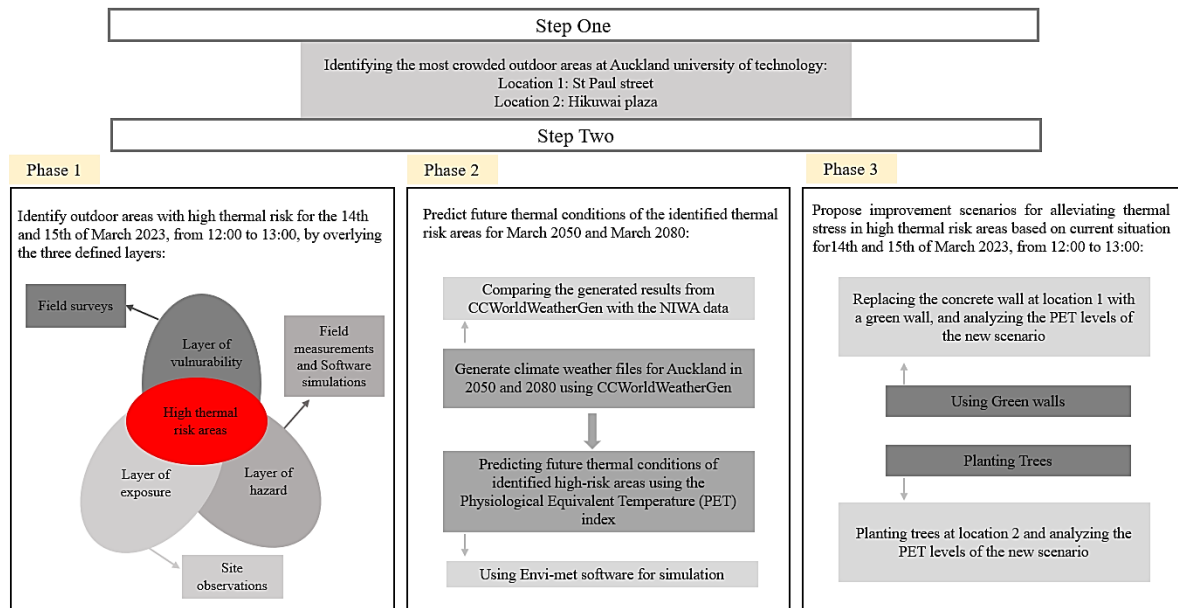 Step One
Identifying the most crowded outdoor areas at Auckland university of technology:
Location 1: St Paul street
Location 2: Hikuwai plaza
Step Two
Phase 1
Identify outdoor areas with high thermal risk for the 14th
and 15th of March 2023, from 12:00 to 13:00, by overlying
the three defined layers:
Field surveys
Layer of
vulnurability
Field
measurements
and Software
simulations
High thermal
risk areas
Layer of
exposure
Layer of
hazard
Site
observations
Phase 2
Predict future thermal conditions of the identified thermal
risk areas for March 2050 and March 2080:
Comparing the generated results from
CCWorldWeatherGen with the NIWA data
Generate climate weather files for Auckland in
2050 and 2080 using CCWorldWeatherGen
Predicting future thermal conditions of
identified high-risk areas using the
Physiological Equivalent Temperature (PET)
index
Using Envi-met software for simulation
Phase 3
Propose improvement scenarios for alleviating thermal
stress in high thermal risk areas based on current situation
for14th and 15th of March 2023, from 12:00 to 13:00:
Replacing the concrete wall at location 1 with
a green wall, and analyzing the PET levels of
the new scenario
Using Green walls
Planting Trees
Planting trees at location 2 and analyzing the
PET levels of the new scenario